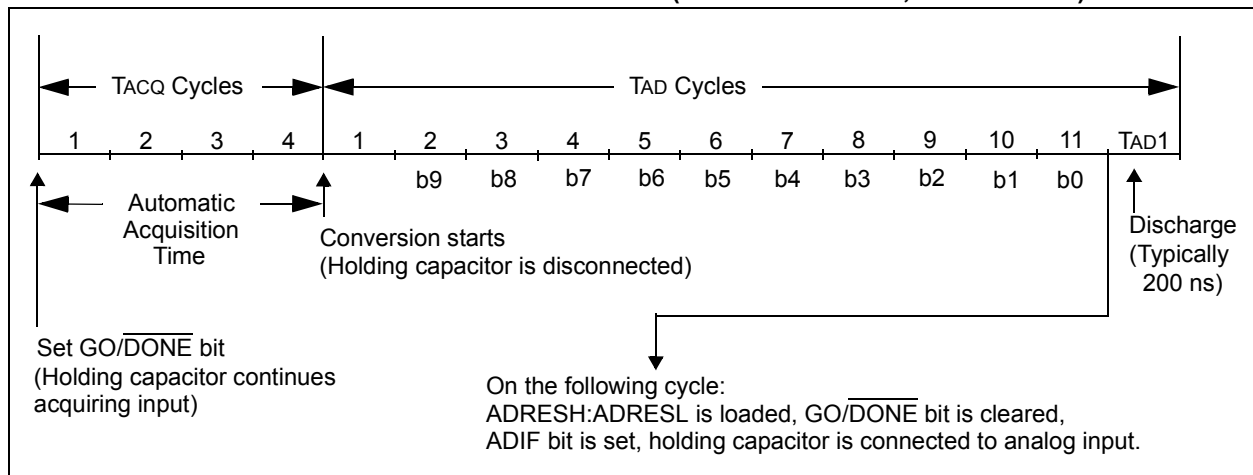 TACQ Cycles
TAD Cycles
1 2 3 4 1 2 3 4 5 6 7 8 9 10 11 TAD1
b9 b8 b7 b6 b5 b4 b3 b2 b1 b0
Automatic
Acquisition
Time
Conversion starts
(Holding capacitor is disconnected)
Discharge
(Typically
200 ns)
Set GO/DONE bit
(Holding capacitor continues
acquiring input)
On the following cycle:
ADRESH:ADRESL is loaded, GO/DONE bit is cleared,
ADIF bit is set, holding capacitor is connected to analog input.